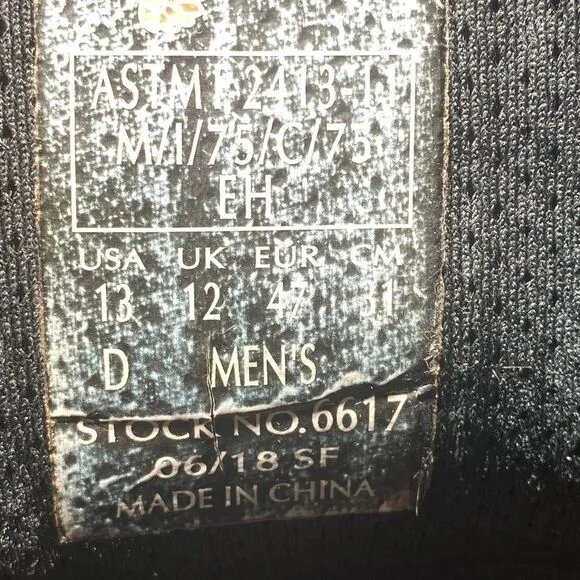 ASTM F2413-11
M/I/75/C/75
EH
USA UK EUR CM
13 12 47 31
D MEN'S
STOCK NO.6617
06/18 SF
MADE IN CHINA